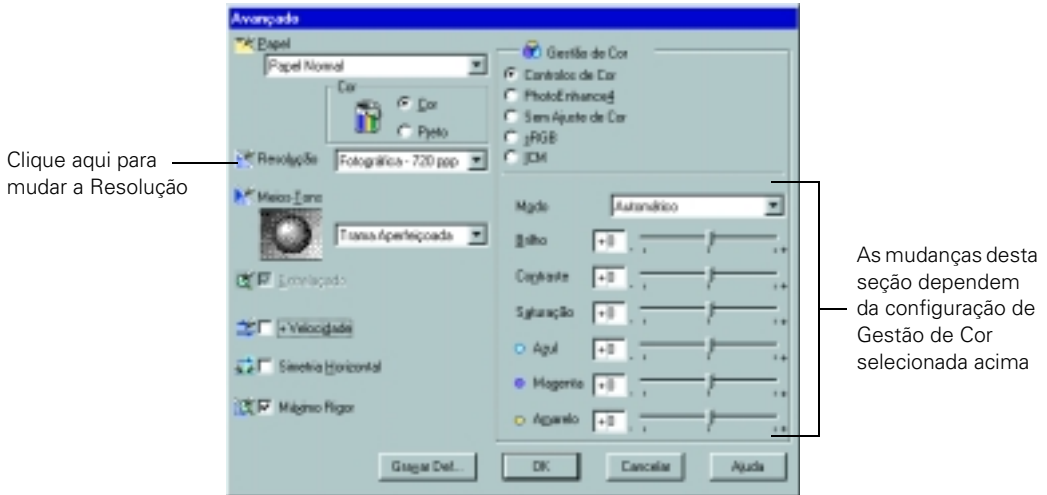 Avançado
Papel
Papel Normal
Cor
Cor
Preto
Clique aqui para
mudar a Resolução
Resolução
Fotográfica - 720 ppp
Meios-Tons
Trama Aperfeiçoada
Entrelaçado
+ Velocidade
Simetria Horizontal
Máximo Rigor
Gravar Def...
Gestão de Cor
Controlos de Cor
PhotoEnhance4
Sem Ajuste de Cor
sRGB
ICM
Modo
Automático
Brilho
+0
Contraste
+0
Saturação
+0
Azul
+0
Magenta
+0
Amarelo
+0
OK
Cancelar
Ajuda
As mudanças desta
seção dependem
da configuração de
Gestão de Cor
selecionada acima